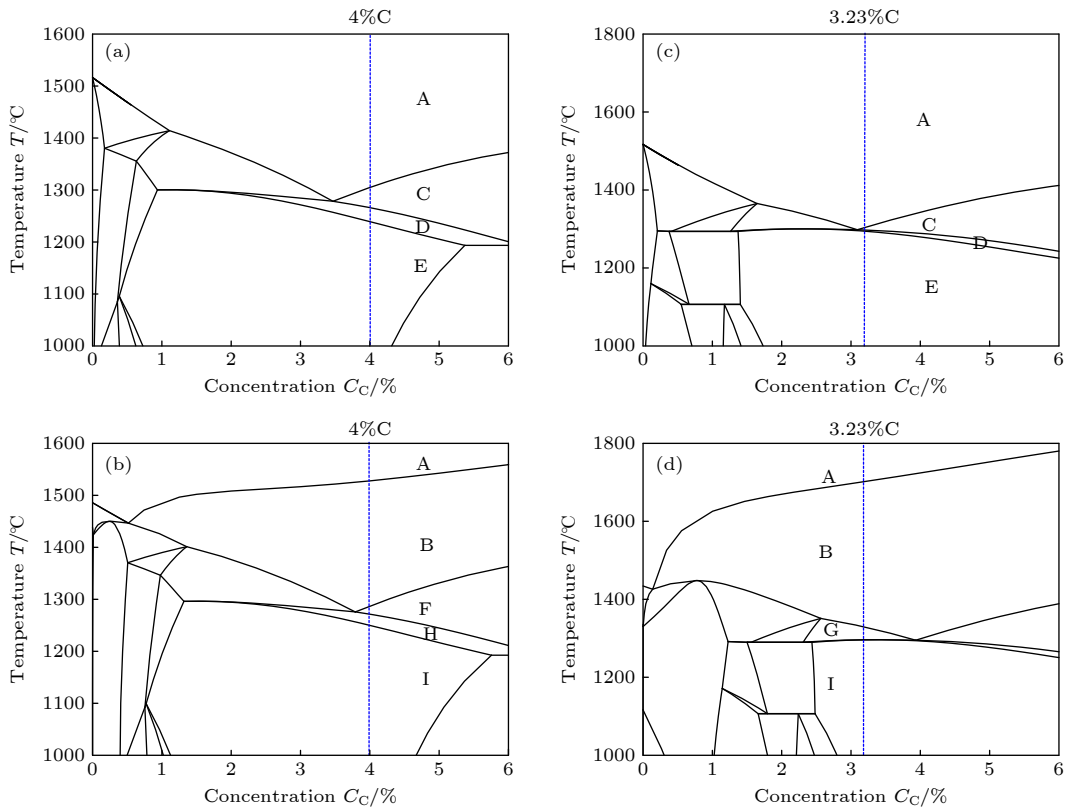 4%C
(a)
1600
1500
1400
1300
1200
1100
1000
A
C
D
E
0 1 2 3 4 5 6
Temperature T/℃
Concentration C_C/%
3.23%C
(c)
1800
1600
1400
1200
1000
A
C
D
E
0 1 2 3 4 5 6
Temperature T/℃
Concentration C_C/%
4%C
(b)
1600
1500
1400
1300
1200
1100
1000
A
B
F
H
I
0 1 2 3 4 5 6
Temperature T/℃
Concentration C_C/%
3.23%C
(d)
1800
1600
1400
1200
1000
A
B
G
I
0 1 2 3 4 5 6
Temperature T/℃
Concentration C_C/%